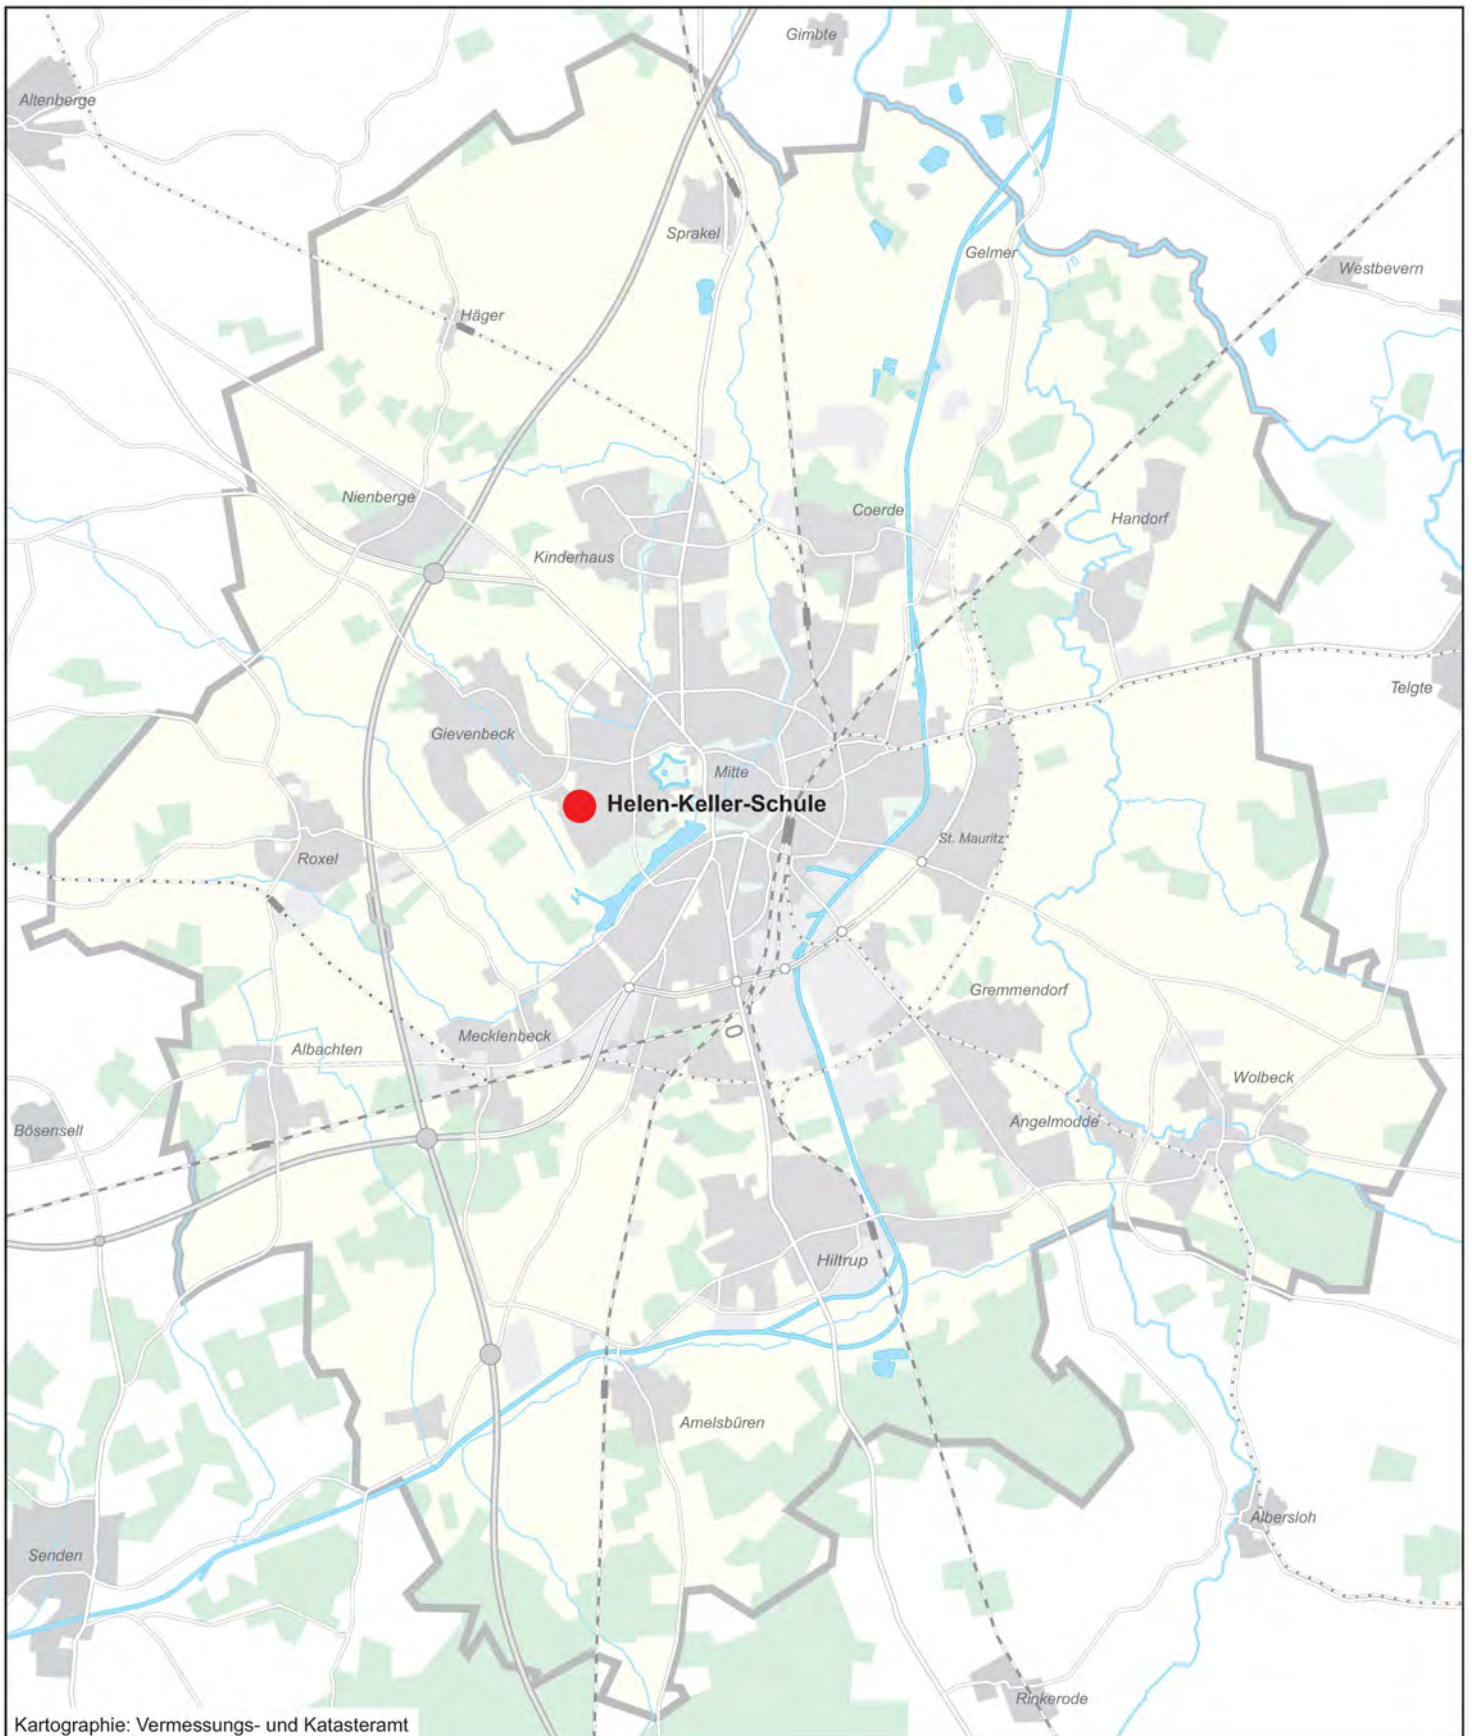 Gimbte
Altenberge
Sprakel
Gelmer
Westbevern
Häger
Nienberge
Coerde
Handorf
Kinderhaus
Telgte
Gievenbeck
Mitte
Helen-Keller-Schule
St. Mauritz
Roxel
Gremmendorf
Mecklenbeck
Albachten
Wolbeck
Angelmodde
Bösensell
Hiltrup
Amelsbüren
Albersloh
Senden
Rinkerode
Kartographie: Vermessungs- und Katasteramt